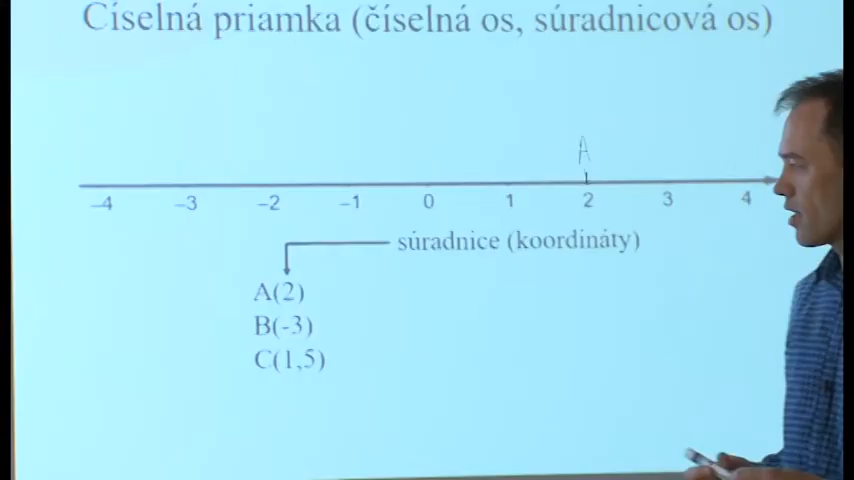 Číselná priamka (číselná os, súradnicová os)
A
–4 –3 –2 –1 0 1 2 3 4
súradnice (koordináty)
A(2)
B(-3)
C(1,5)